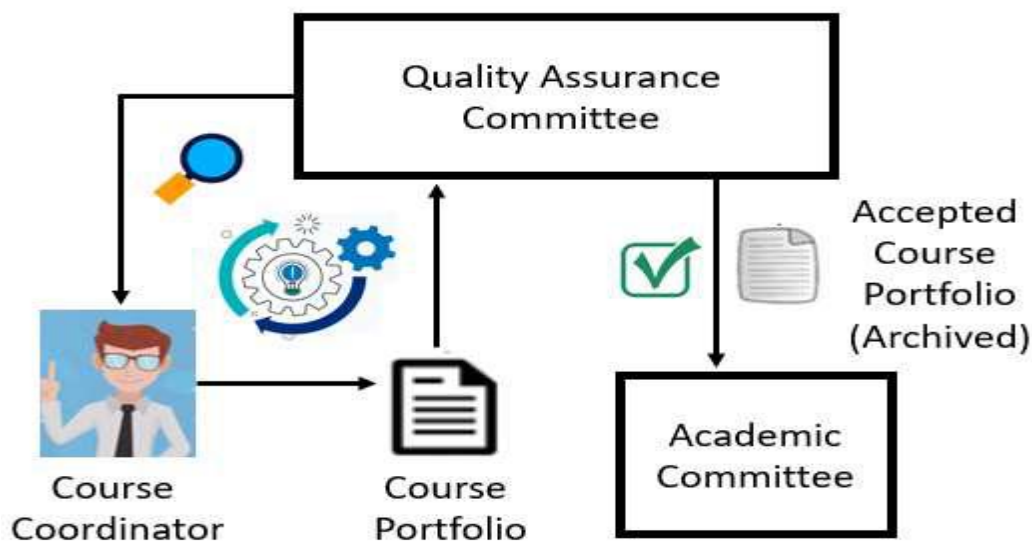 Quality Assurance
Committee
Accepted
Course
Portfolio
(Archived)
Academic
Committee
Course
Coordinator
Course
Portfolio